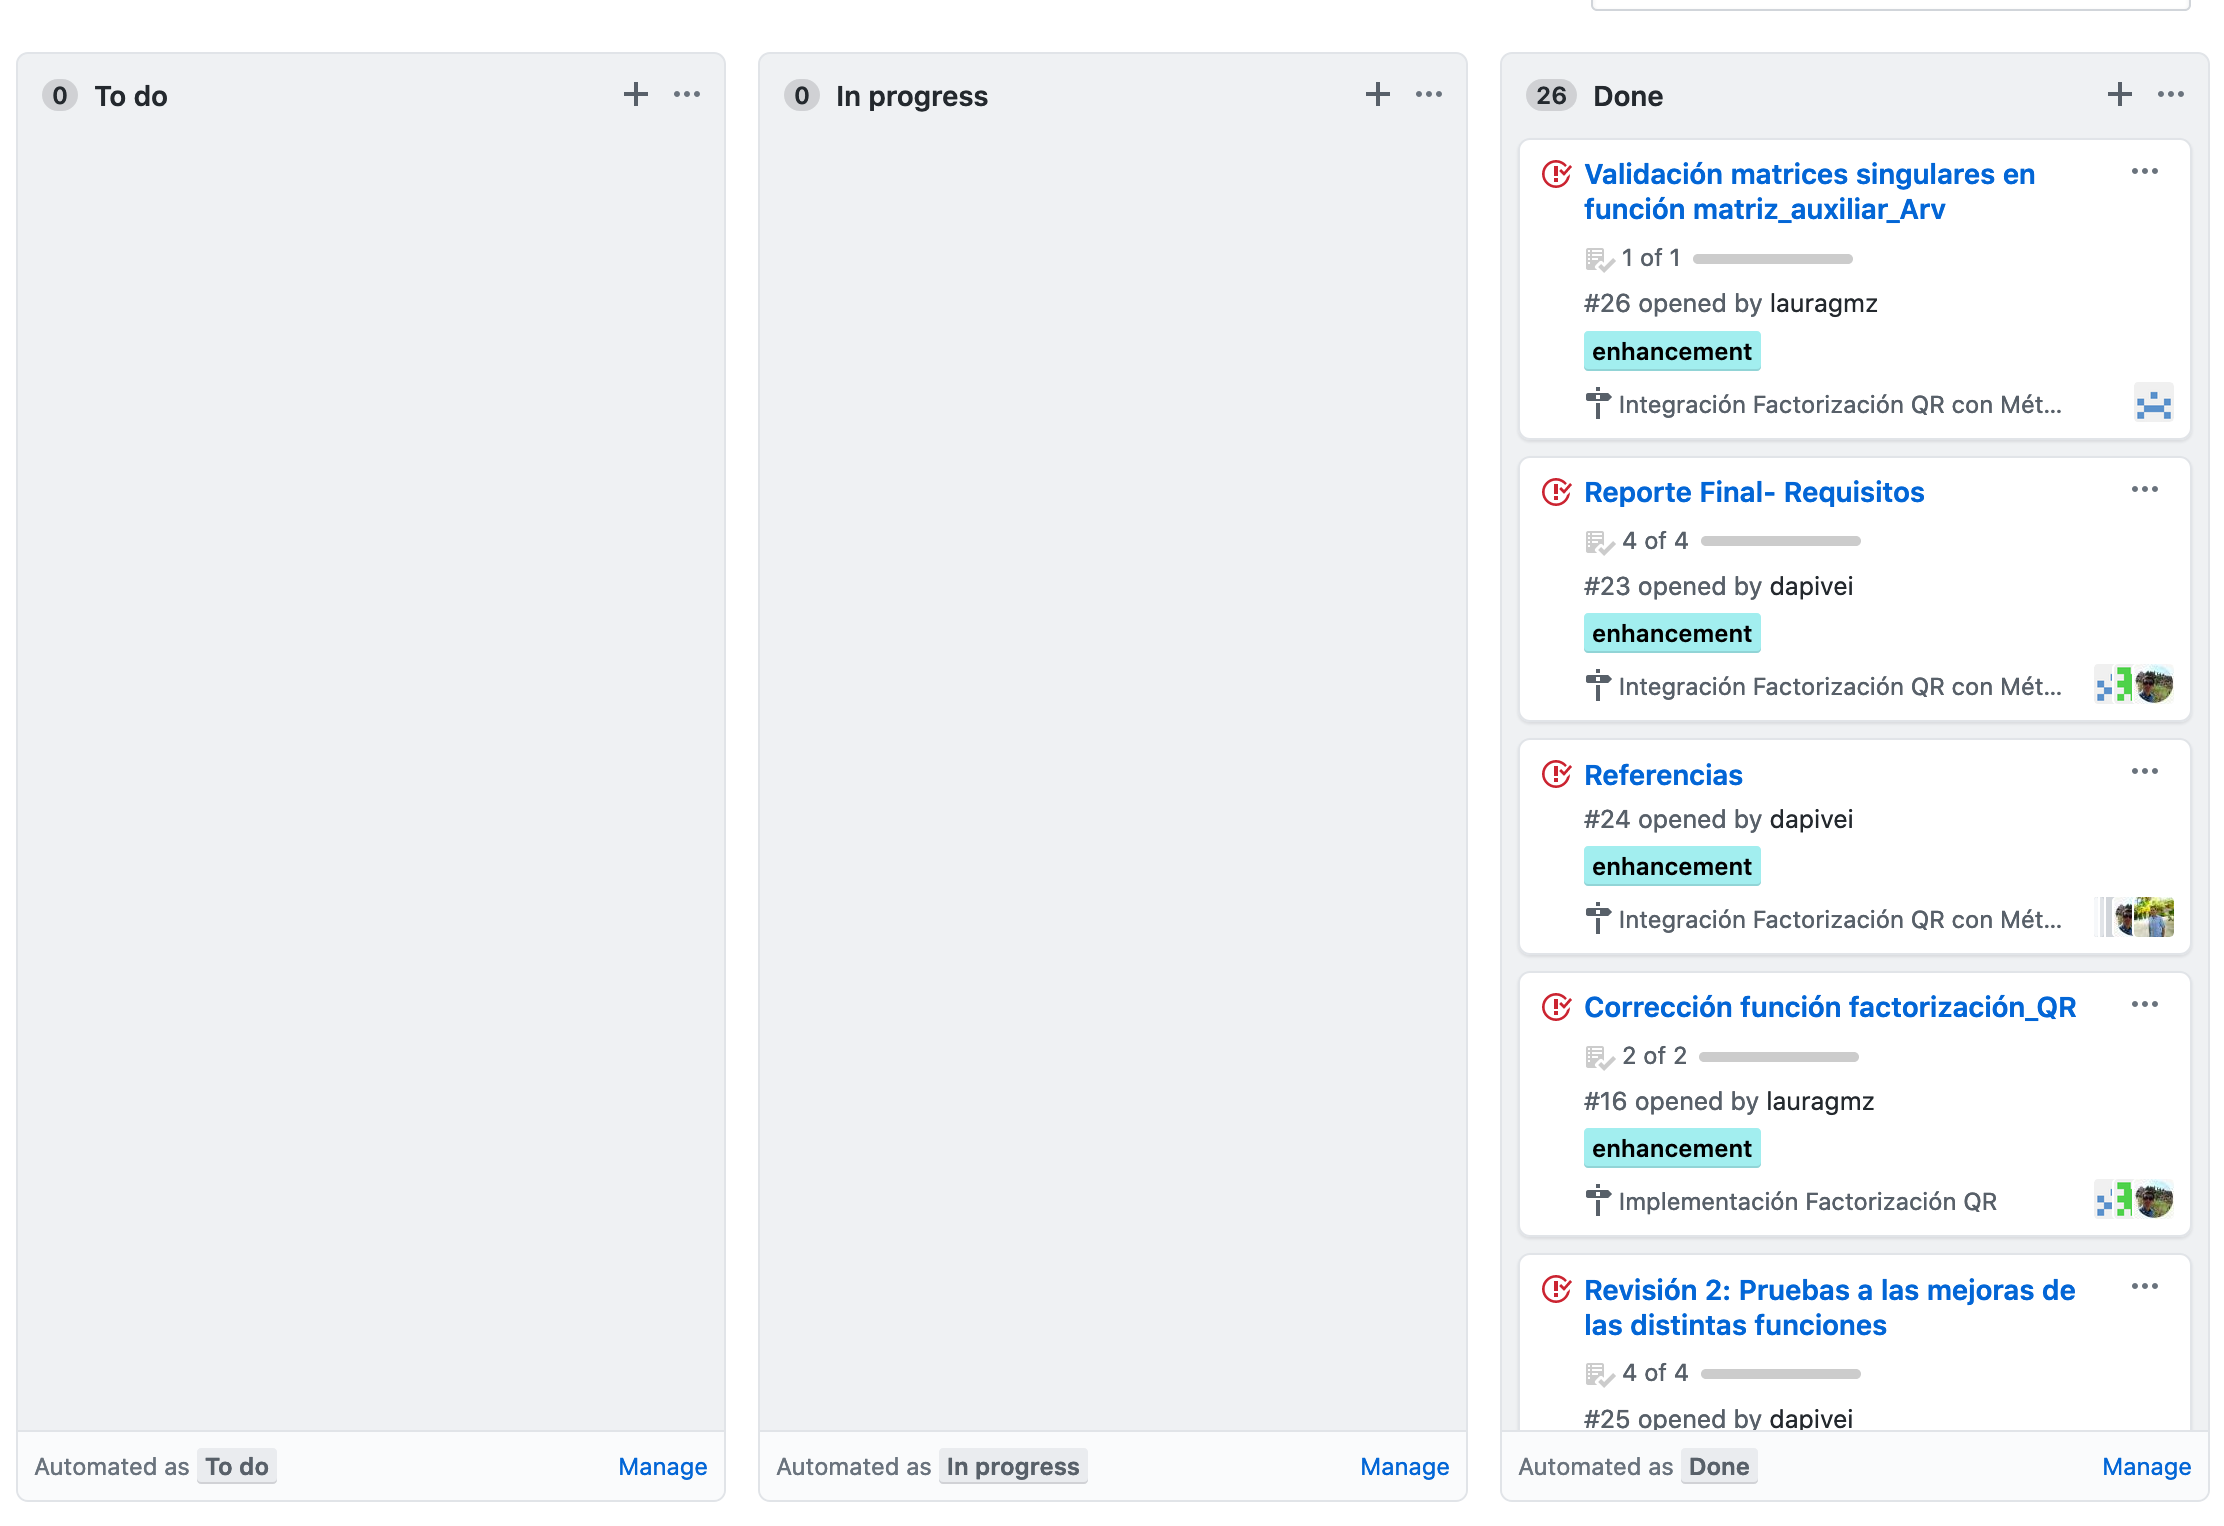 0 To do
0 In progress
26 Done
Validación matrices singulares en
función matriz_auxiliar_Arv
1 of 1
#26 opened by lauragmz
enhancement
Integración Factorización QR con Mét...
Reporte Final- Requisitos
4 of 4
#23 opened by dapivei
enhancement
Integración Factorización QR con Mét...
Referencias
#24 opened by dapivei
enhancement
Integración Factorización QR con Mét...
Corrección función factorización_QR
2 of 2
#16 opened by lauragmz
enhancement
Implementación Factorización QR
Revisión 2: Pruebas a las mejoras de
las distintas funciones
4 of 4
#25 opened by dapivei
Automated as To do Manage
Automated as In progress Manage
Automated as Done Manage